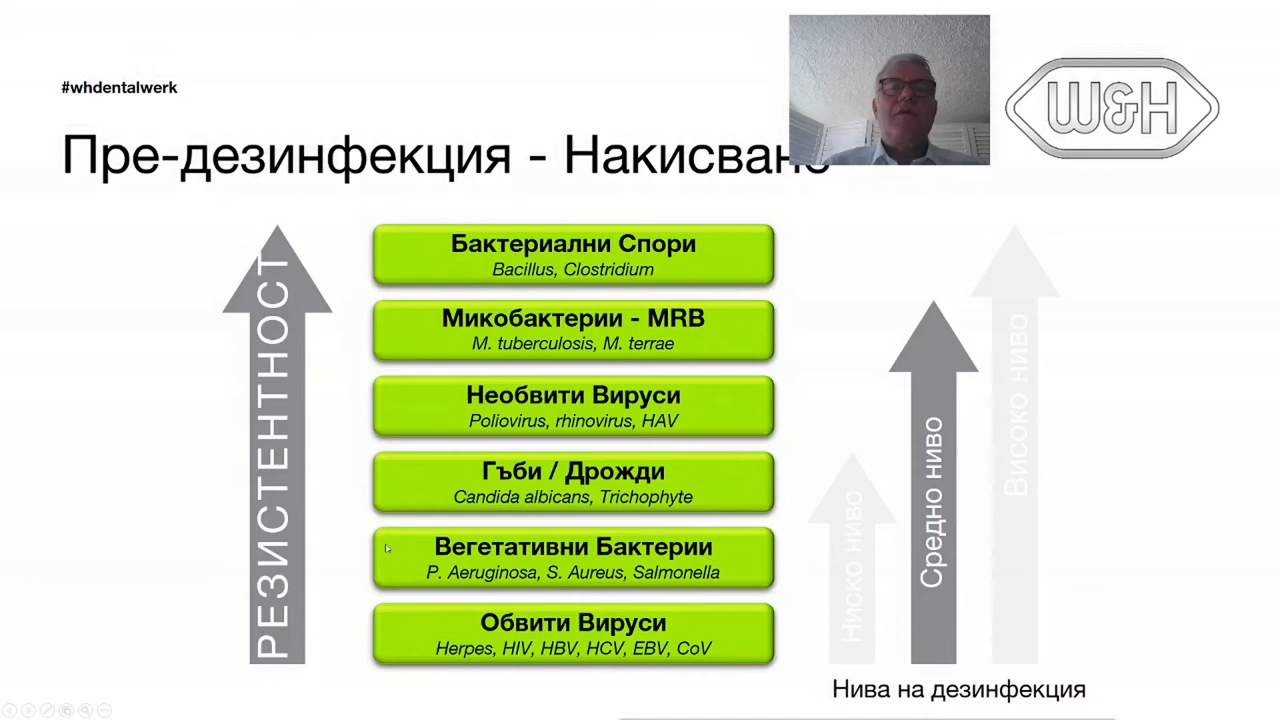 #whdentalwerk
W&H
Пре-дезинфекция - Накисване
РЕЗИСТЕНТНОСТ
Бактериални Спори
Bacillus, Clostridium
Микобактерии - MRB
M. tuberculosis, M. terrae
Необвити Вируси
Poliovirus, rhinovirus, HAV
Гъби / Дрожди
Candida albicans, Trichophyte
Вегетативни Бактерии
P. Aeruginosa, S. Aureus, Salmonella
Обвити Вируси
Herpes, HIV, HBV, HCV, EBV, CoV
Ниско ниво
Средно ниво
Високо ниво
Нива на дезинфекция